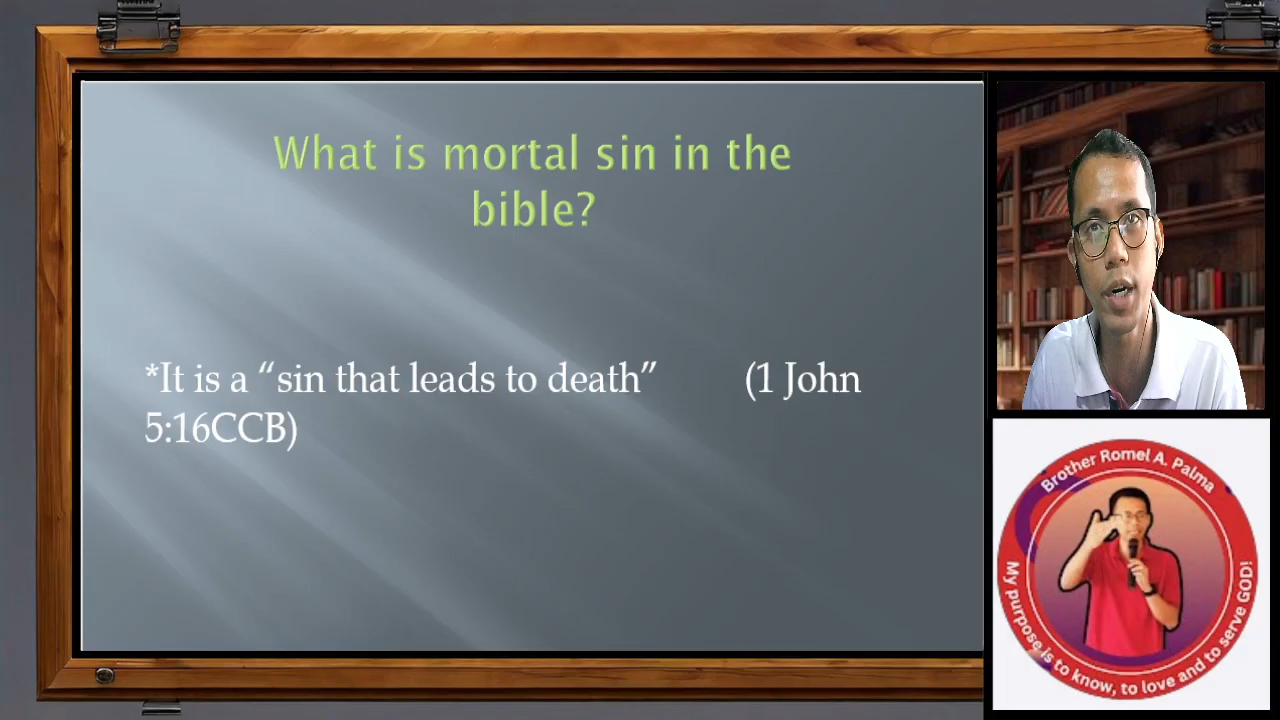 What is mortal sin in the
bible?
*It is a “sin that leads to death” (1 John
5:16CCB)
Brother Romel A. Palma
My purpose is to know, to love and to serve GOD!